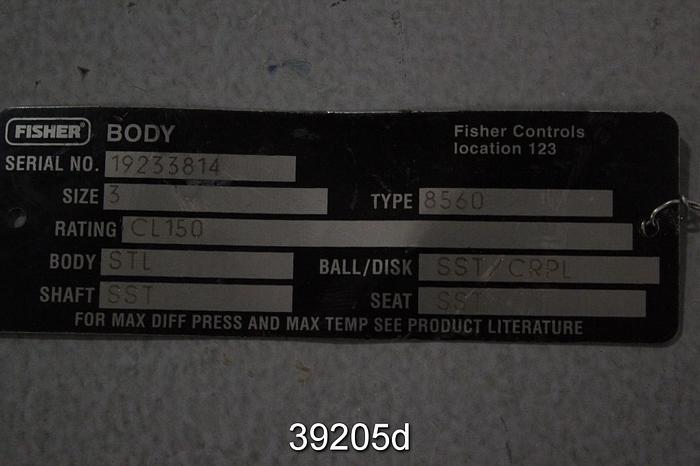 FISHER BODY
Fisher Controls
location 123
SERIAL NO. 19233814
SIZE 3 TYPE 8560
RATING CL150
BODY STL BALL/DISK SST/CRPL
SHAFT SST SEAT SST
FOR MAX DIFF PRESS AND MAX TEMP SEE PRODUCT LITERATURE
39205d